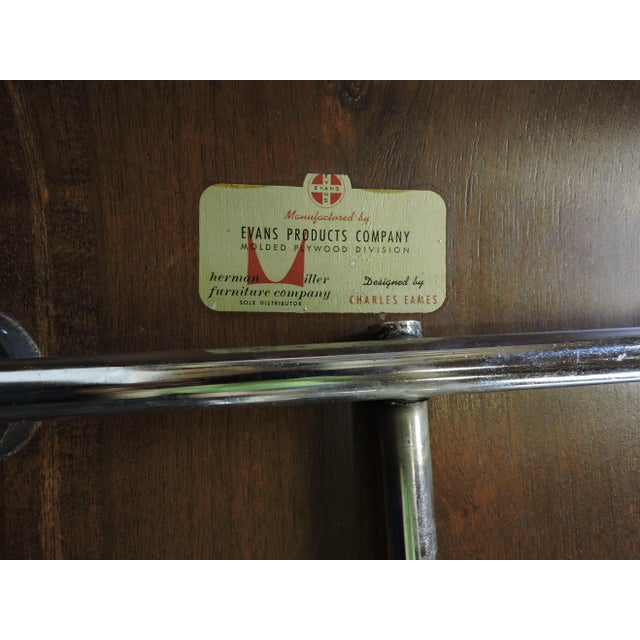 EVANS
EVANS
Manufactured by
EVANS PRODUCTS COMPANY
MOLDED PLYWOOD DIVISION
herman miller
furniture company
SOLE DISTRIBUTOR
Designed by
CHARLES EAMES